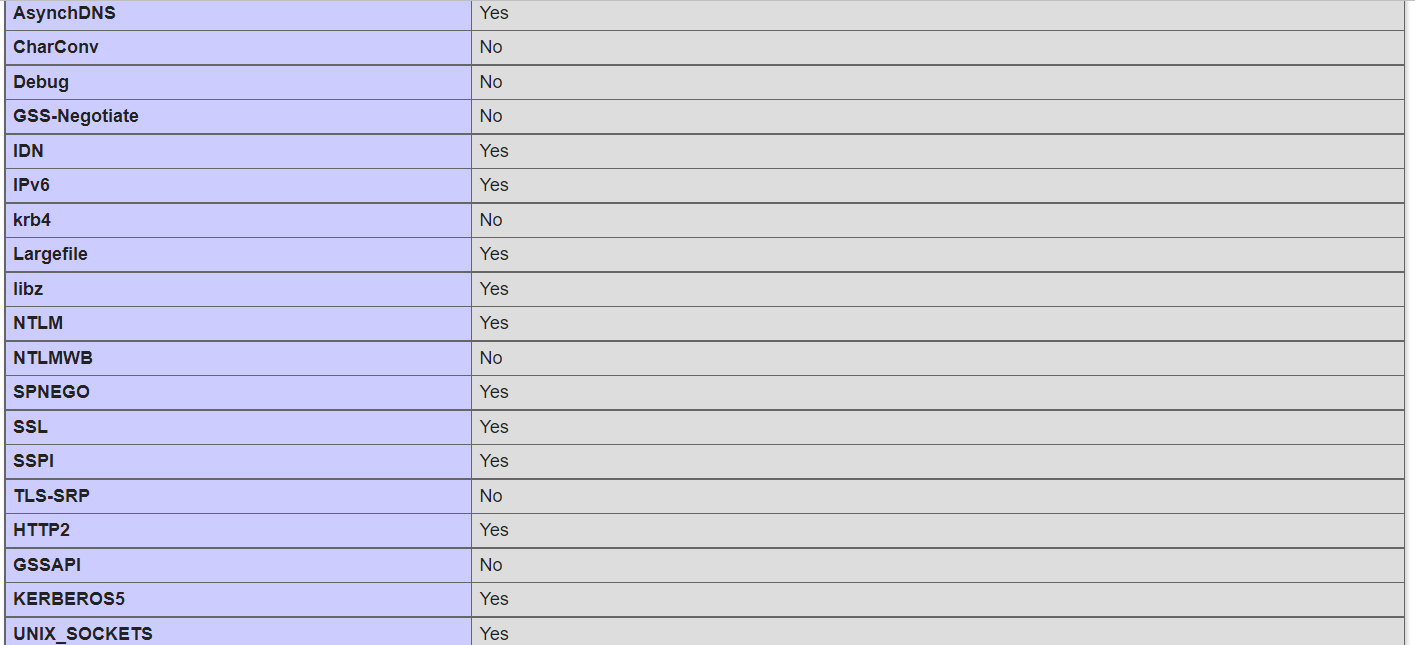 AsynchDNS Yes
CharConv No
Debug No
GSS-Negotiate No
IDN Yes
IPv6 Yes
krb4 No
Largefile Yes
libz Yes
NTLM Yes
NTLMWB No
SPNEGO Yes
SSL Yes
SSPI Yes
TLS-SRP No
HTTP2 Yes
GSSAPI No
KERBEROS5 Yes
UNIX_SOCKETS Yes